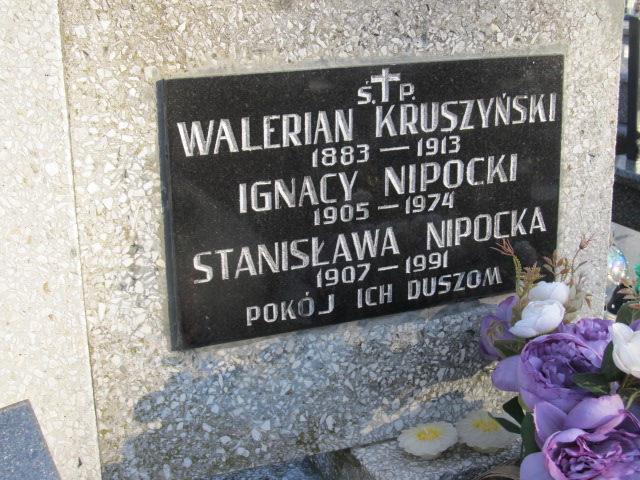 Ś. † P.
WALERIAN KRUSZYŃSKI
1883 – 1913
IGNACY NIPOCKI
1905 – 1974
STANISŁAWA NIPOCKA
1907 – 1991
POKÓJ ICH DUSZOM